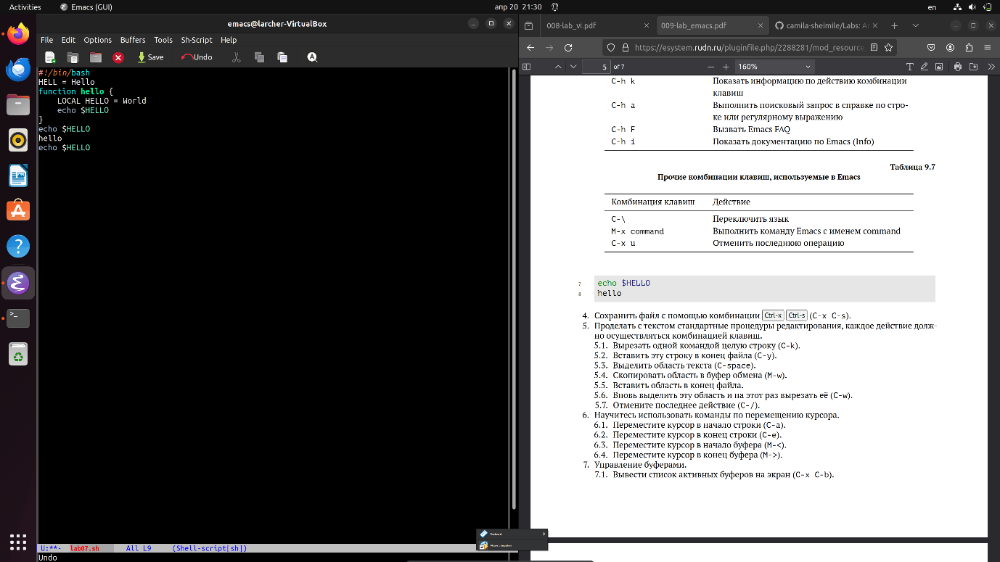 Activities
Emacs (GUI)
апр 20 21:30
en
emacs@larcher-VirtualBox
File Edit Options Buffers Tools Sh-Script Help
Save
Undo
#!/bin/bash
HELL = Hello
function hello {
    LOCAL HELLO = World
    echo $HELLO
}
echo $HELLO
hello
echo $HELLO
U:**- lab07.sh All L9 (Shell-script[sh])
Undo
Keyboard
Mouse Integration
008-lab_vi.pdf
009-lab_emacs.pdf
camila-sheimile/Labs: Ar
https://esystem.rudn.ru/pluginfile.php/2288281/mod_resource
5 of 7
160%
C-h k Показать информацию по действию комбинации
клавиш
C-h a Выполнить поисковый запрос в справке по стро-
ке или регулярному выражению
C-h F Вызвать Emacs FAQ
C-h i Показать документацию по Emacs (Info)
Таблица 9.7
Прочие комбинации клавиш, используемые в Emacs
Комбинация клавиш Действие
C-\ Переключить язык
M-x command Выполнить команду Emacs с именем command
C-x u Отменить последнюю операцию
7 echo $HELLO
8 hello
4. Сохранить файл с помощью комбинации Ctrl-x Ctrl-s (C-x C-s).
5. Проделать с текстом стандартные процедуры редактирования, каждое действие долж-
но осуществляться комбинацией клавиш.
5.1. Вырезать одной командой целую строку (C-k).
5.2. Вставить эту строку в конец файла (C-y).
5.3. Выделить область текста (C-space).
5.4. Скопировать область в буфер обмена (M-w).
5.5. Вставить область в конец файла.
5.6. Вновь выделить эту область и на этот раз вырезать её (C-w).
5.7. Отмените последнее действие (C-/).
6. Научитесь использовать команды по перемещению курсора.
6.1. Переместите курсор в начало строки (C-a).
6.2. Переместите курсор в конец строки (C-e).
6.3. Переместите курсор в начало буфера (M-<).
6.4. Переместите курсор в конец буфера (M->).
7. Управление буферами.
7.1. Вывести список активных буферов на экран (C-x C-b).